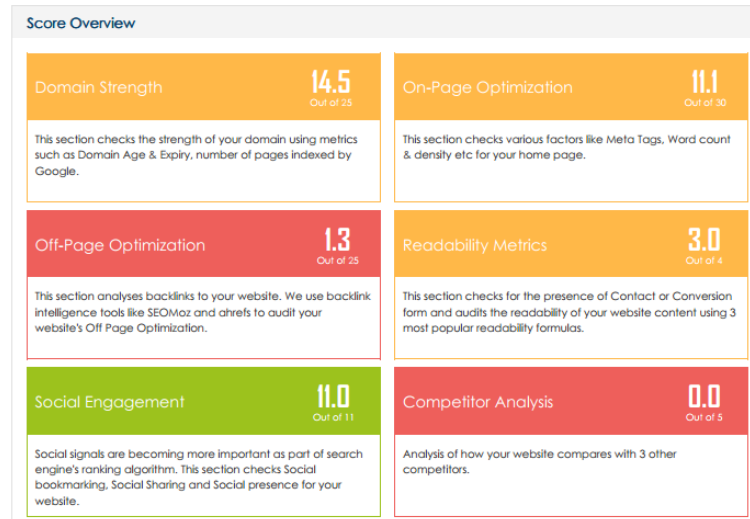 Score Overview
Domain Strength
14.5
Out of 25
This section checks the strength of your domain using metrics
such as Domain Age & Expiry, number of pages indexed by
Google.
On-Page Optimization
11.1
Out of 30
This section checks various factors like Meta Tags, Word count
& density etc for your home page.
Off-Page Optimization
1.3
Out of 25
This section analyses backlinks to your website. We use backlink
intelligence tools like SEOMoz and ahrefs to audit your
website's Off Page Optimization.
Readability Metrics
3.0
Out of 4
This section checks for the presence of Contact or Conversion
form and audits the readability of your website content using 3
most popular readability formulas.
Social Engagement
11.0
Out of 11
Social signals are becoming more important as part of search
engine's ranking algorithm. This section checks Social
bookmarking, Social Sharing and Social presence for your
website.
Competitor Analysis
0.0
Out of 5
Analysis of how your website compares with 3 other
competitors.